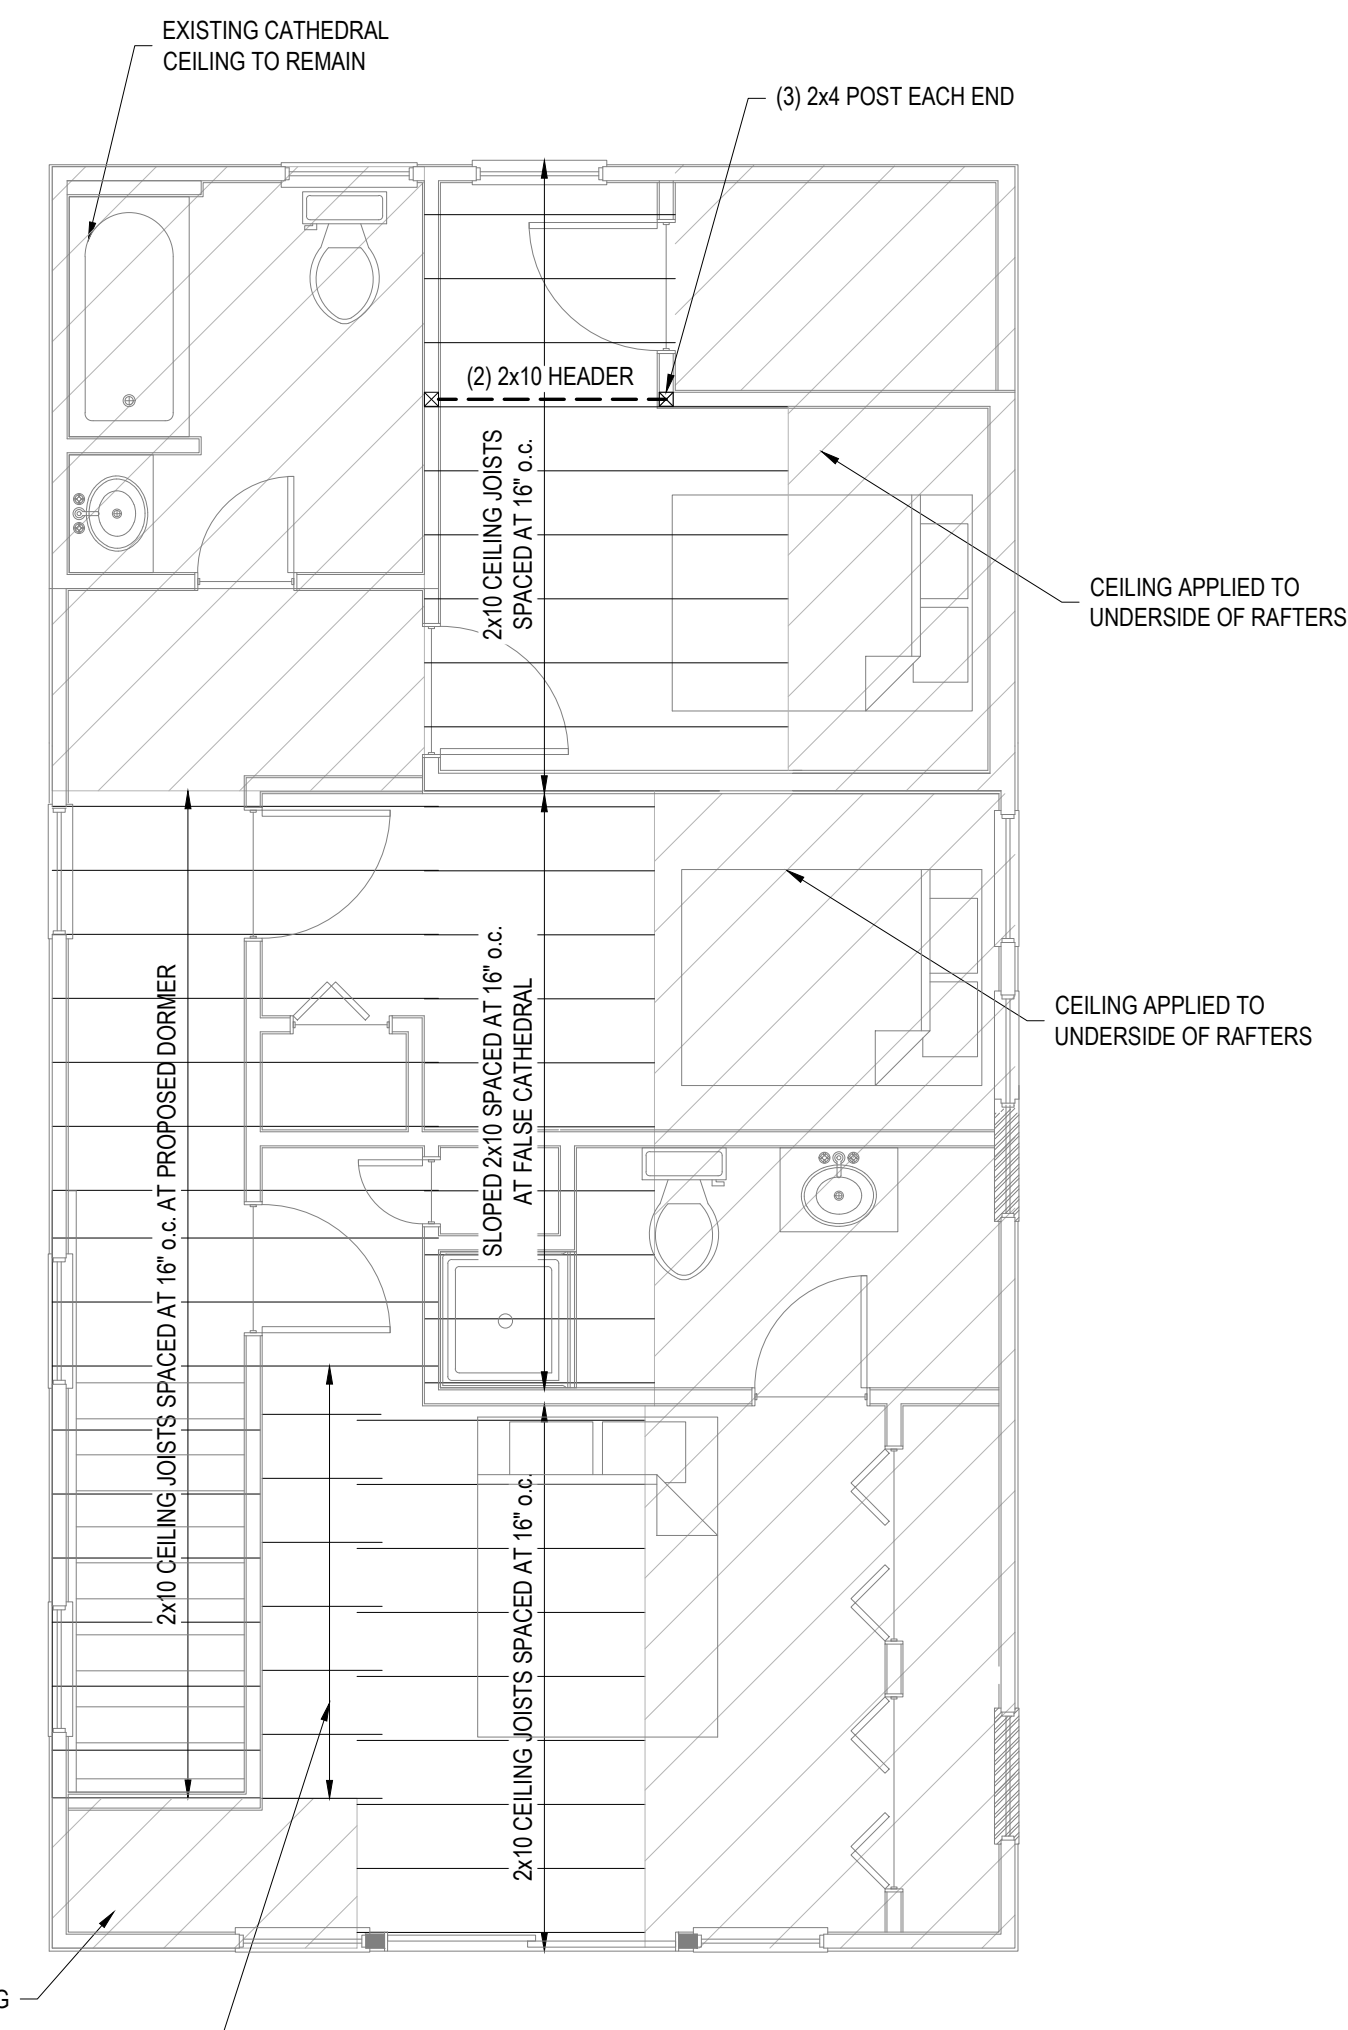 EXISTING CATHEDRAL
CEILING TO REMAIN
(3) 2x4 POST EACH END
(2) 2x10 HEADER
2x10 CEILING JOISTS
SPACED AT 16" o.c.
CEILING APPLIED TO
UNDERSIDE OF RAFTERS
2x10 CEILING JOISTS SPACED AT 16" o.c. AT PROPOSED DORMER
SLOPED 2x10 SPACED AT 16" o.c.
AT FALSE CATHEDRAL
CEILING APPLIED TO
UNDERSIDE OF RAFTERS
2x10 CEILING JOISTS SPACED AT 16" o.c.
G